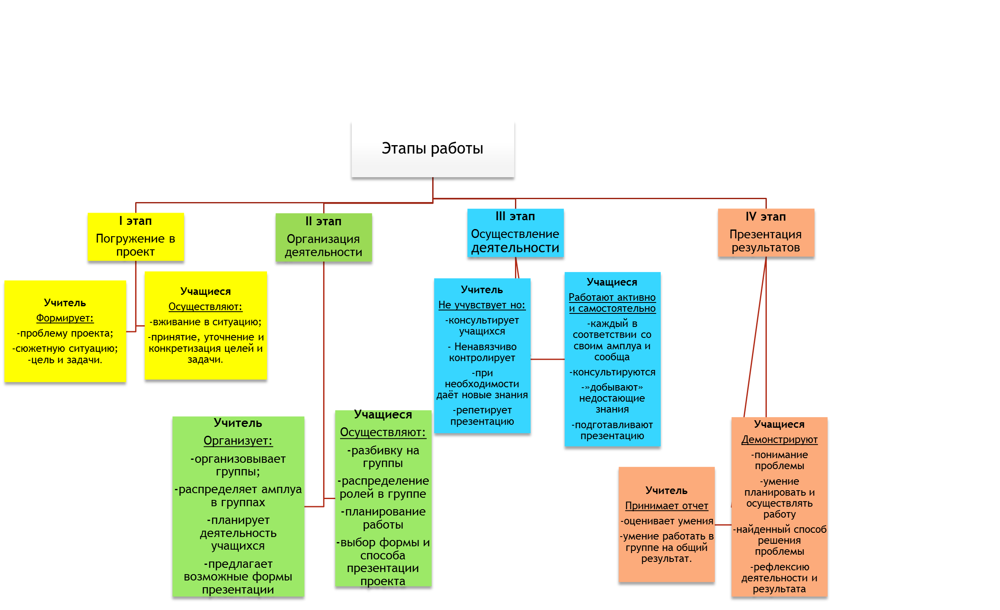 Этапы работы
I этап
Погружение в
проект
II этап
Организация
деятельности
III этап
Осуществление
деятельности
IV этап
Презентация
результатов
Учитель
Формирует:
-проблему проекта;
-сюжетную ситуацию;
-цель и задачи.
Учащиеся
Осуществляют:
-вживание в ситуацию;
-принятие, уточнение и
конкретизация целей и
задачи.
Учитель
Организует:
-организовывает
группы;
-распределяет амплуа
в группах
-планирует
деятельность
учащихся
-предлагает
возможные формы
презентации
Учащиеся
Осуществляют:
-разбивку на
группы
-распределение
ролей в группе
-планирование
работы
-выбор формы и
способа
презентации
проекта
Учитель
Не учувствует но:
-консультирует
учащихся
- Ненавязчиво
контролирует
-при
необходимости
даёт новые знания
-репетирует
презентацию
Учащиеся
Работают активно
и самостоятельно
-каждый в
соответствии со
своим амплуа и
сообща
-консультируются
-»добывают»
недостающие
знания
-подготавливают
презентацию
Учитель
Принимает отчет
-оценивает умения
-умение работать в
группе на общий
результат.
Учащиеся
Демонстрируют
-понимание
проблемы
-умение
планировать и
осуществлять
работу
-найденный способ
решения
проблемы
-рефлексию
деятельности и
результата